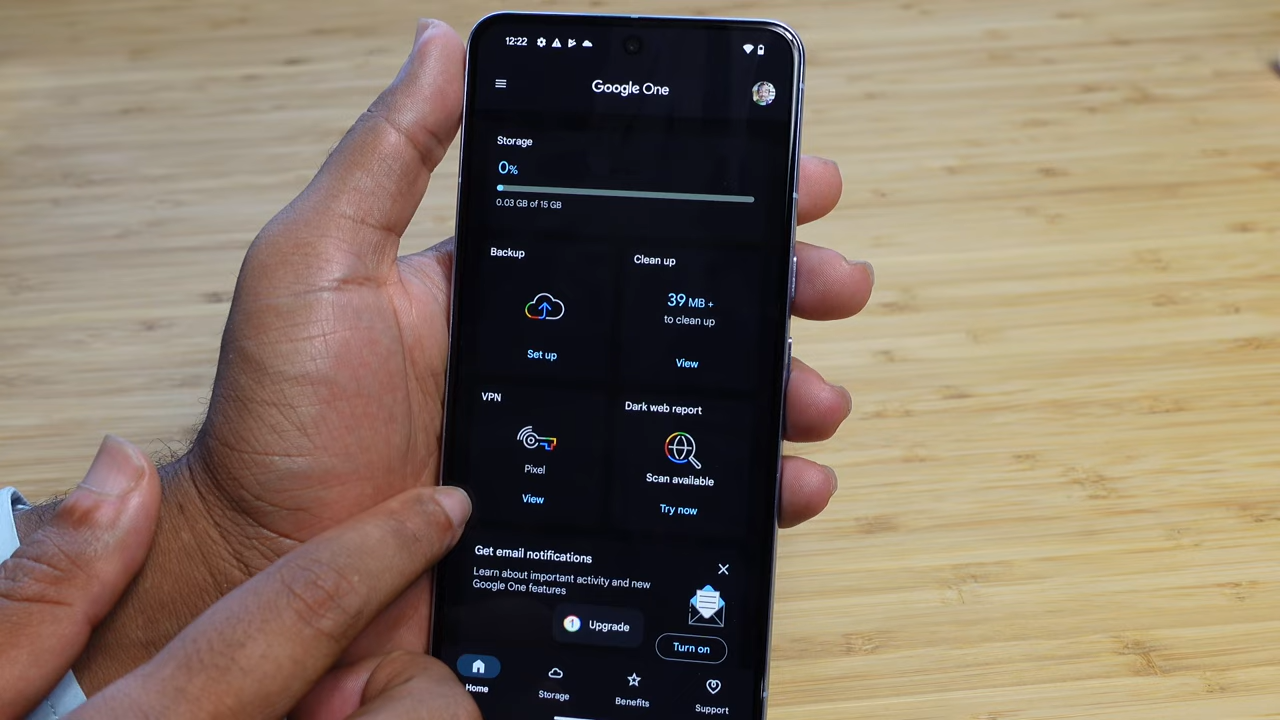 12:22
Google One
Storage
0%
0.03 GB of 15 GB
Backup
Set up
Clean up
39 MB +
to clean up
View
VPN
Pixel
View
Dark web report
Scan available
Try now
Get email notifications
Learn about important activity and new
Google One features
Upgrade
Turn on
Home
Storage
Benefits
Support